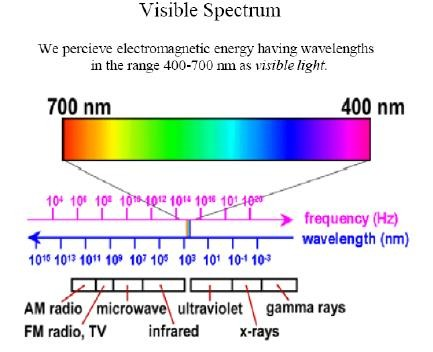 Visible Spectrum
We percieve electromagnetic energy having wavelengths
in the range 400-700 nm as visible light.
700 nm 400 nm
10⁴ 10⁶ 10⁸ 10¹⁰ 10¹² 10¹⁴ 10¹⁶ 10¹⁸ 10²⁰
frequency (Hz)
wavelength (nm)
10¹⁵ 10¹³ 10¹¹ 10⁹ 10⁷ 10⁵ 10³ 10¹ 10⁻¹ 10⁻³
AM radio microwave ultraviolet gamma rays
FM radio, TV infrared x-rays